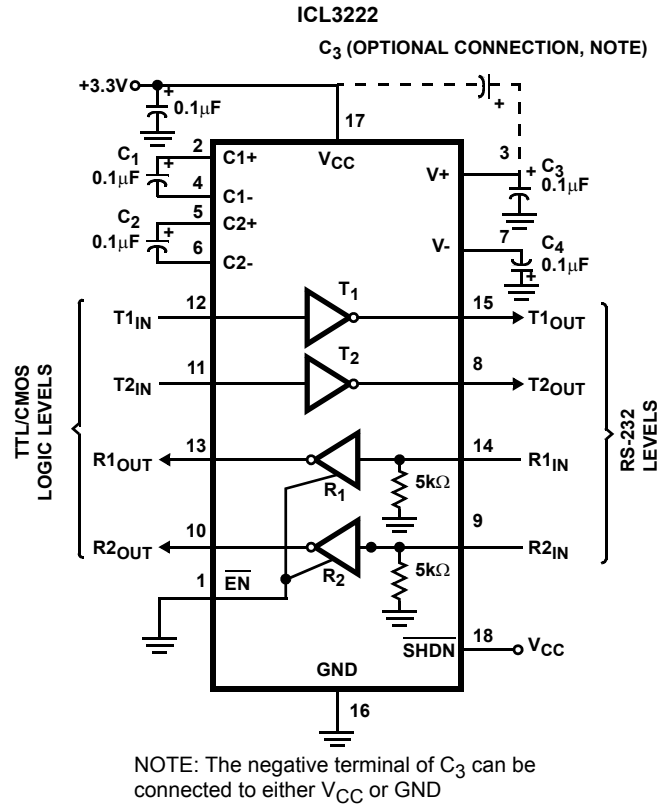 ICL3222
C3 (OPTIONAL CONNECTION, NOTE)
+3.3V
+
0.1μF
17
+
2
C1+
VCC
3
V+
+
C3
0.1μF
C1
0.1μF
+
4
C1-
5
C2+
C2
0.1μF
+
6
C2-
7
V-
C4
0.1μF
+
T1IN
12
T1
15
T1OUT
T2IN
11
T2
8
T2OUT
TTL/CMOS
LOGIC LEVELS
RS-232
LEVELS
R1OUT
13
R1
14
R1IN
5kΩ
R2OUT
10
R2
9
R2IN
5kΩ
1
EN
SHDN
18
VCC
GND
16
NOTE: The negative terminal of C3 can be
connected to either VCC or GND